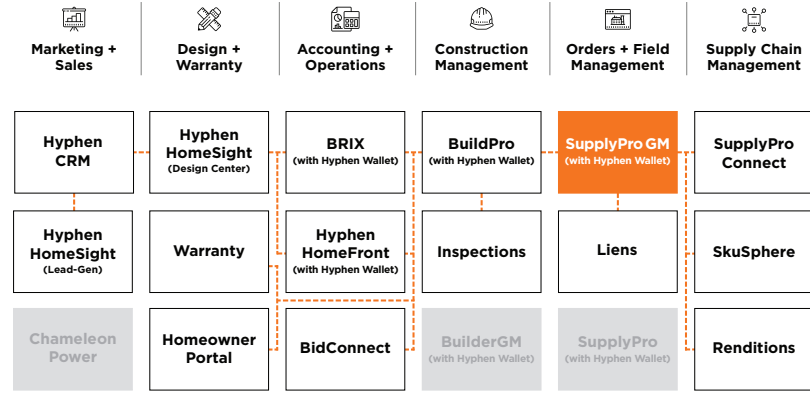 Marketing +
Sales
Design +
Warranty
Accounting +
Operations
Construction
Management
Orders + Field
Management
Supply Chain
Management
Hyphen
CRM
Hyphen
HomeSight
(Design Center)
BRIX
(with Hyphen Wallet)
BuildPro
(with Hyphen Wallet)
SupplyPro GM
(with Hyphen Wallet)
SupplyPro
Connect
Hyphen
HomeSight
(Lead-Gen)
Warranty
Hyphen
HomeFront
(with Hyphen Wallet)
Inspections
Liens
SkuSphere
Chameleon
Power
Homeowner
Portal
BidConnect
BuilderGM
(with Hyphen Wallet)
SupplyPro
(with Hyphen Wallet)
Renditions